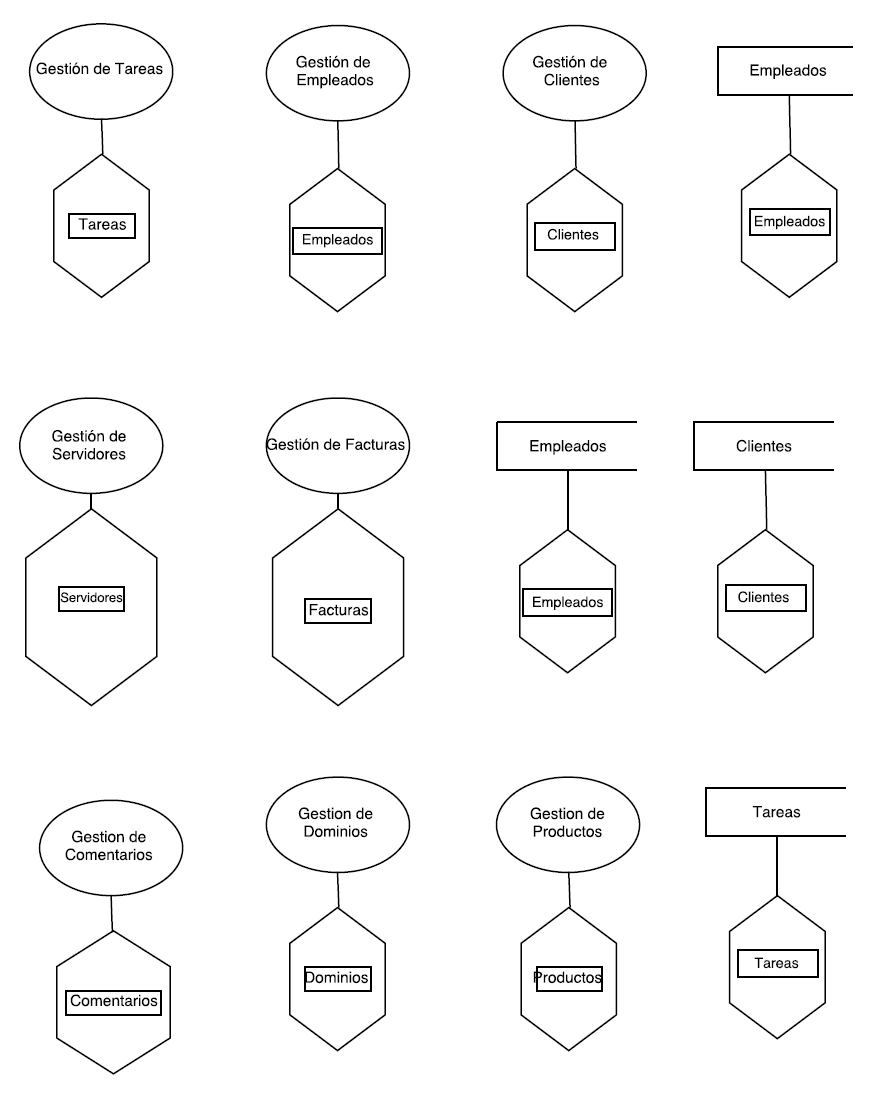 Gestión de Tareas
Gestión de
Empleados
Gestión de
Clientes
Empleados
Tareas
Empleados
Clientes
Empleados
Gestión de
Servidores
Gestión de Facturas
Empleados
Clientes
Servidores
Facturas
Empleados
Clientes
Gestion de
Comentarios
Gestion de
Dominios
Gestion de
Productos
Tareas
Comentarios
Dominios
Productos
Tareas